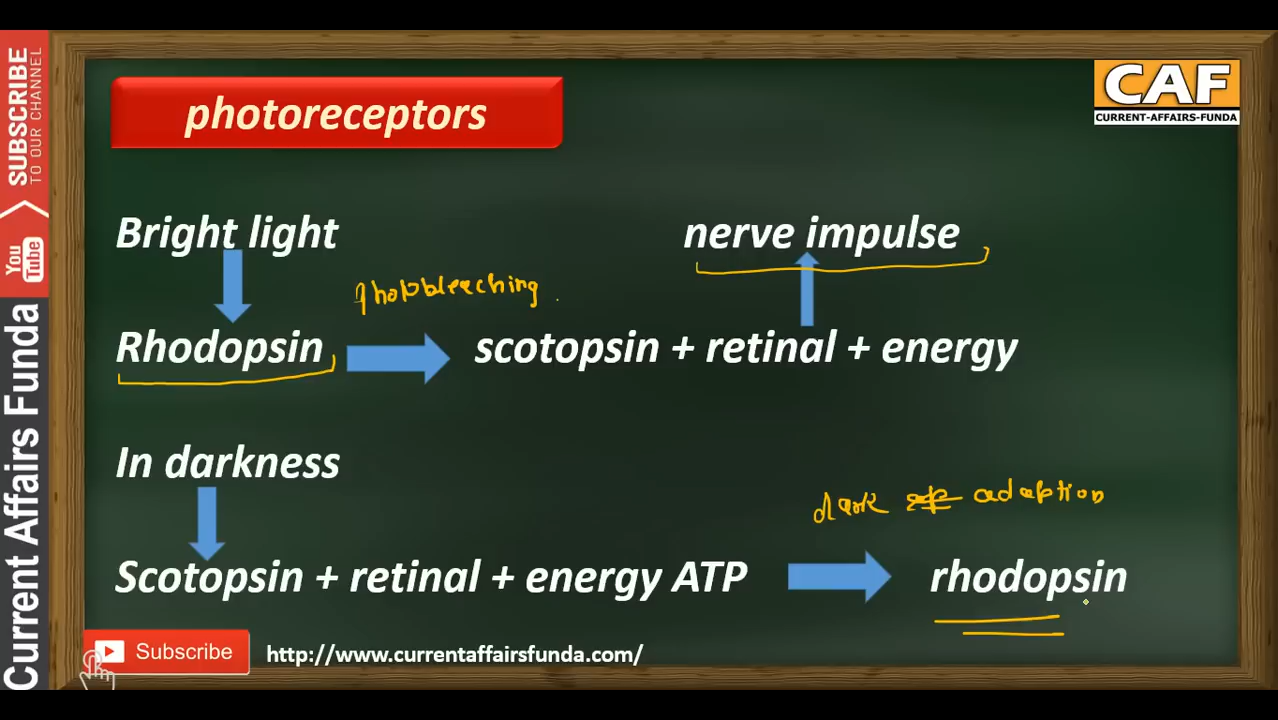 photoreceptors
CAF
CURRENT-AFFAIRS-FUNDA
SUBSCRIBE
TO OUR CHANNEL
You Tube
Current Affairs Funda
Bright light
nerve impulse
photobleaching
Rhodopsin
scotopsin + retinal + energy
In darkness
dark adaption
Scotopsin + retinal + energy ATP
rhodopsin
Subscribe
http://www.currentaffairsfunda.com/